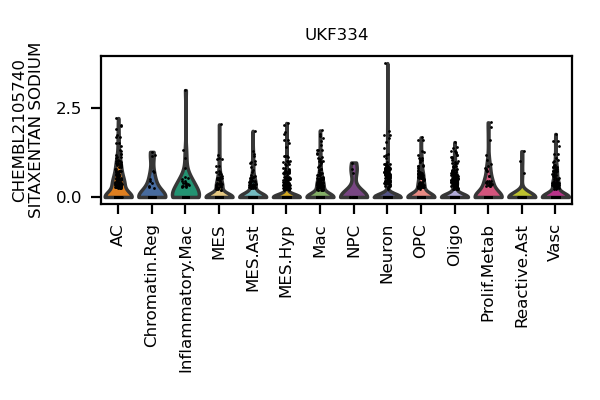 UKF334
CHEMBL2105740
SITAXENTAN SODIUM
2.5
0.0
AC
Chromatin.Reg
Inflammatory.Mac
MES
MES.Ast
MES.Hyp
Mac
NPC
Neuron
OPC
Oligo
Prolif.Metab
Reactive.Ast
Vasc